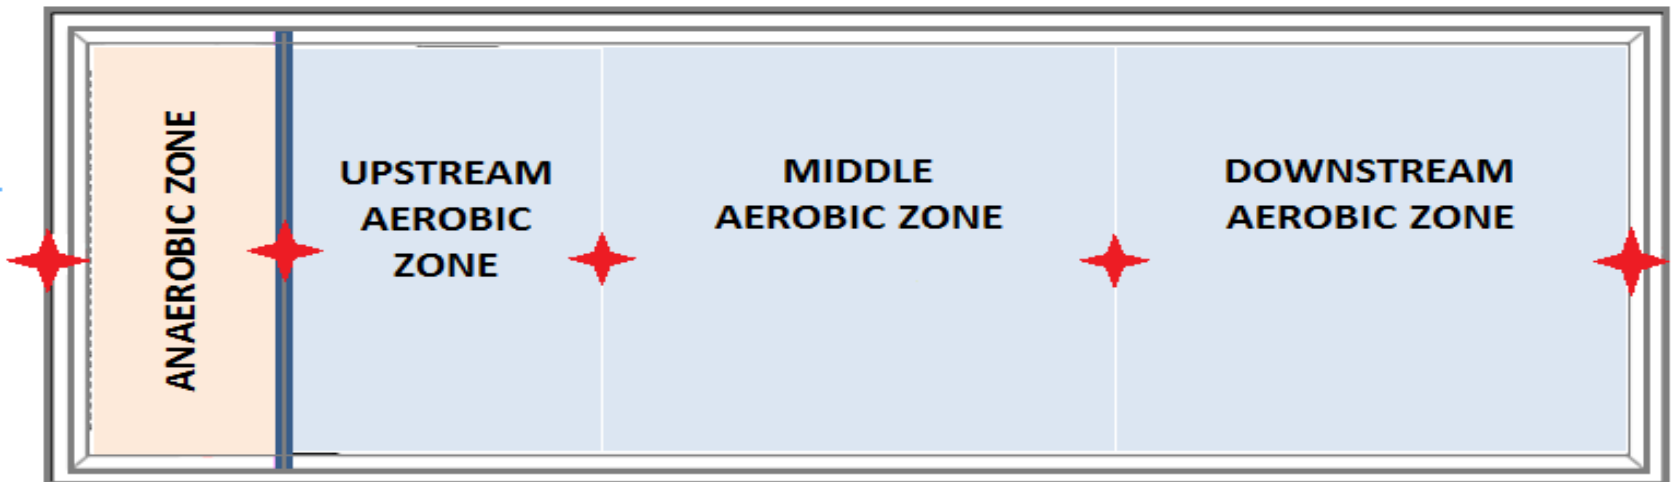 ANAEROBIC ZONE
UPSTREAM
AEROBIC
ZONE
MIDDLE
AEROBIC ZONE
DOWNSTREAM
AEROBIC ZONE